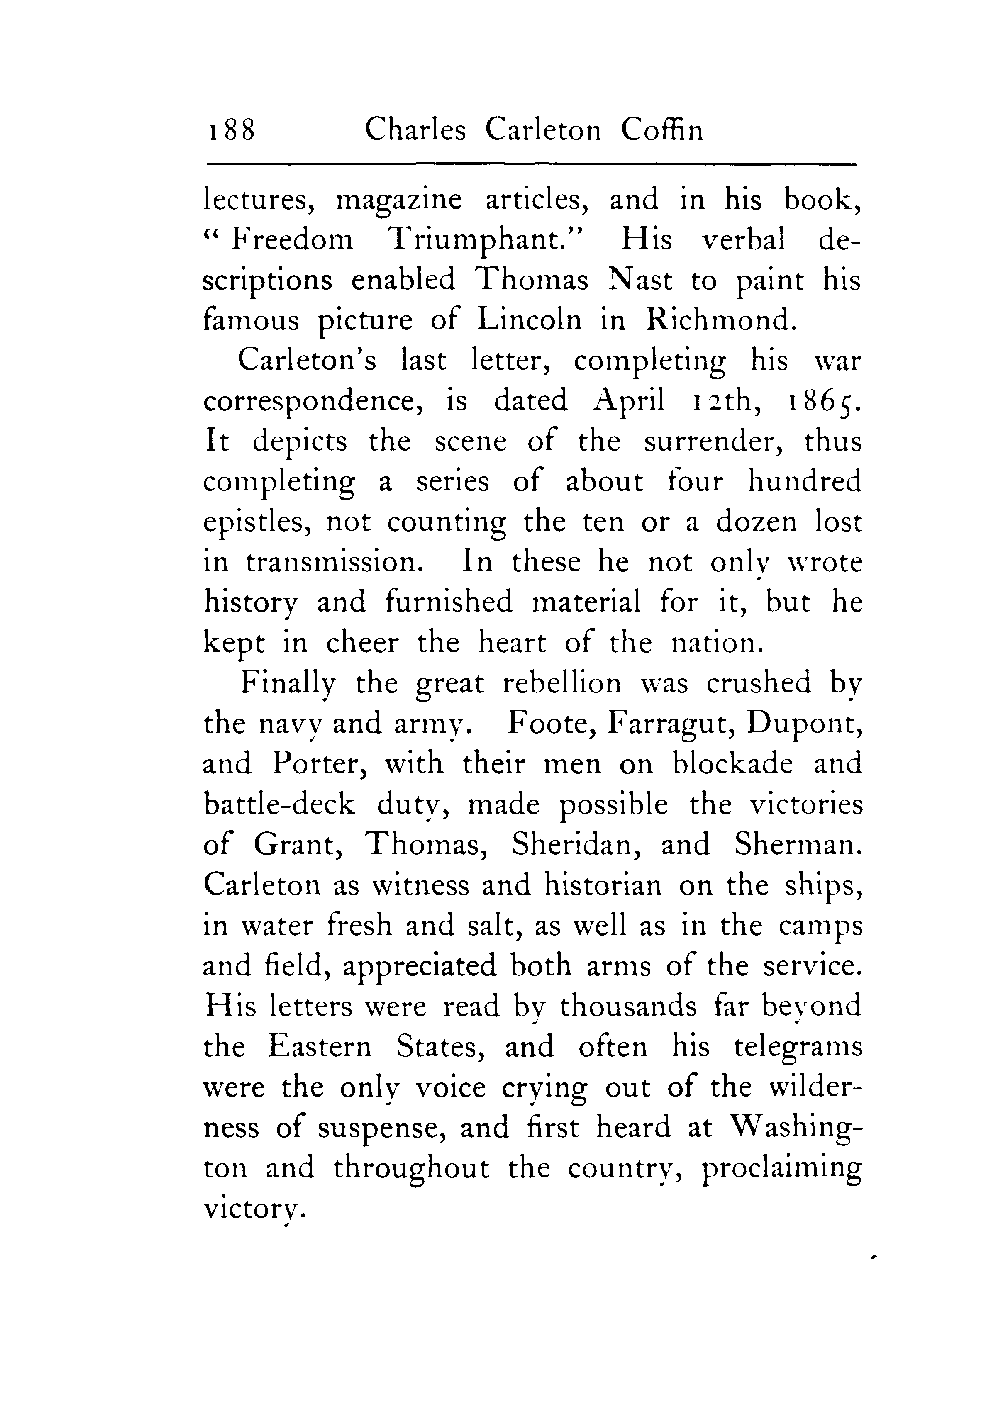 188 Charles Carleton Coffin
lectures, magazine articles, and in his book,
“ Freedom Triumphant.” His verbal de-
scriptions enabled Thomas Nast to paint his
famous picture of Lincoln in Richmond.
Carleton’s last letter, completing his war
correspondence, is dated April 12th, 1865.
It depicts the scene of the surrender, thus
completing a series of about four hundred
epistles, not counting the ten or a dozen lost
in transmission. In these he not only wrote
history and furnished material for it, but he
kept in cheer the heart of the nation.
Finally the great rebellion was crushed by
the navy and army. Foote, Farragut, Dupont,
and Porter, with their men on blockade and
battle-deck duty, made possible the victories
of Grant, Thomas, Sheridan, and Sherman.
Carleton as witness and historian on the ships,
in water fresh and salt, as well as in the camps
and field, appreciated both arms of the service.
His letters were read by thousands far beyond
the Eastern States, and often his telegrams
were the only voice crying out of the wilder-
ness of suspense, and first heard at Washing-
ton and throughout the country, proclaiming
victory.